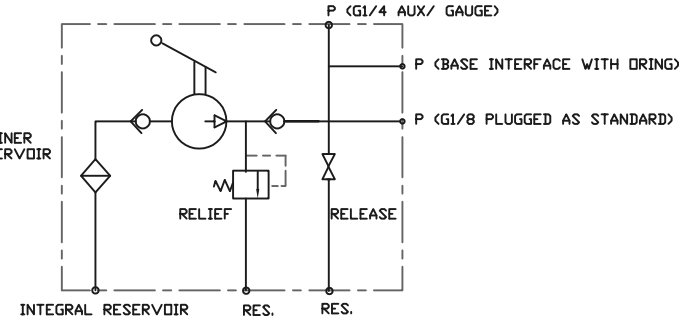 P (G1/4 AUX/ GAUGE)
P (BASE INTERFACE WITH ORING)
P (G1/8 PLUGGED AS STANDARD)
RELIEF
RELEASE
INTEGRAL RESERVOIR
RES.
RES.